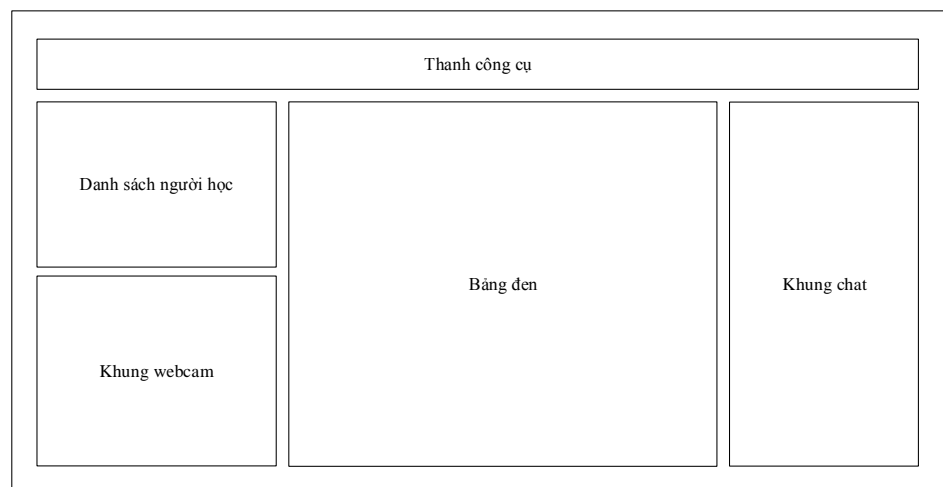 Thanh công cụ
Danh sách người học
Bảng đen
Khung chat
Khung webcam